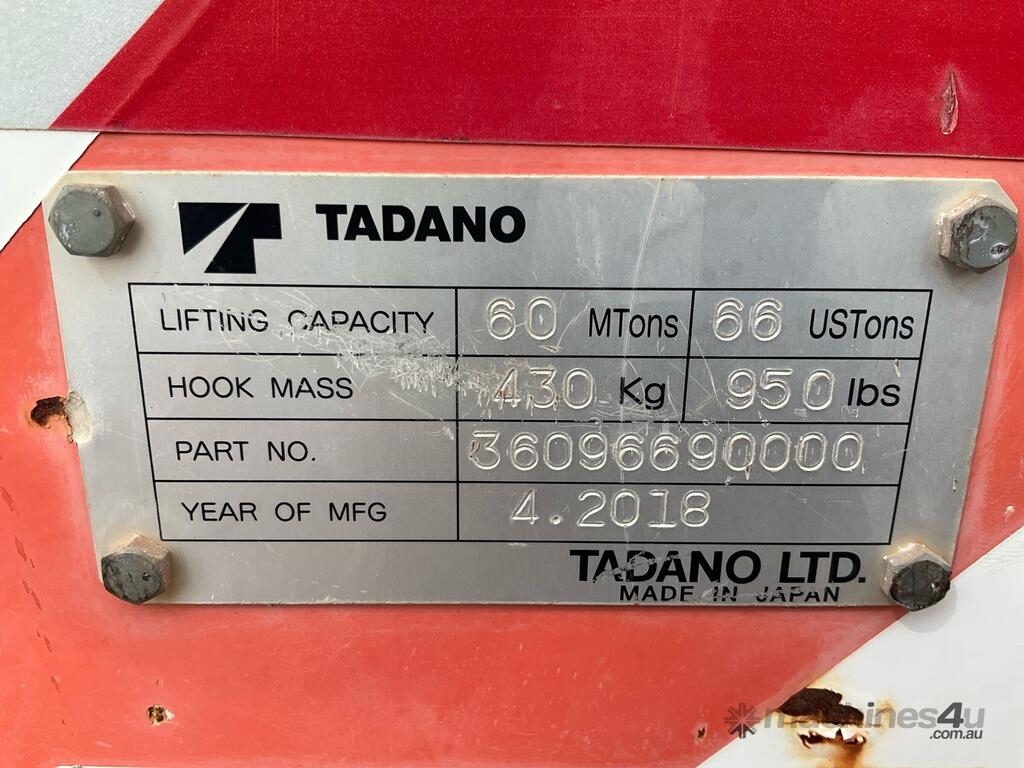 TADANO
LIFTING CAPACITY 60 MTons 66 USTons
HOOK MASS 430 Kg 950 lbs
PART NO. 36096690000
YEAR OF MFG 4.2018
TADANO LTD.
MADE IN JAPAN
machines4u
.com.au